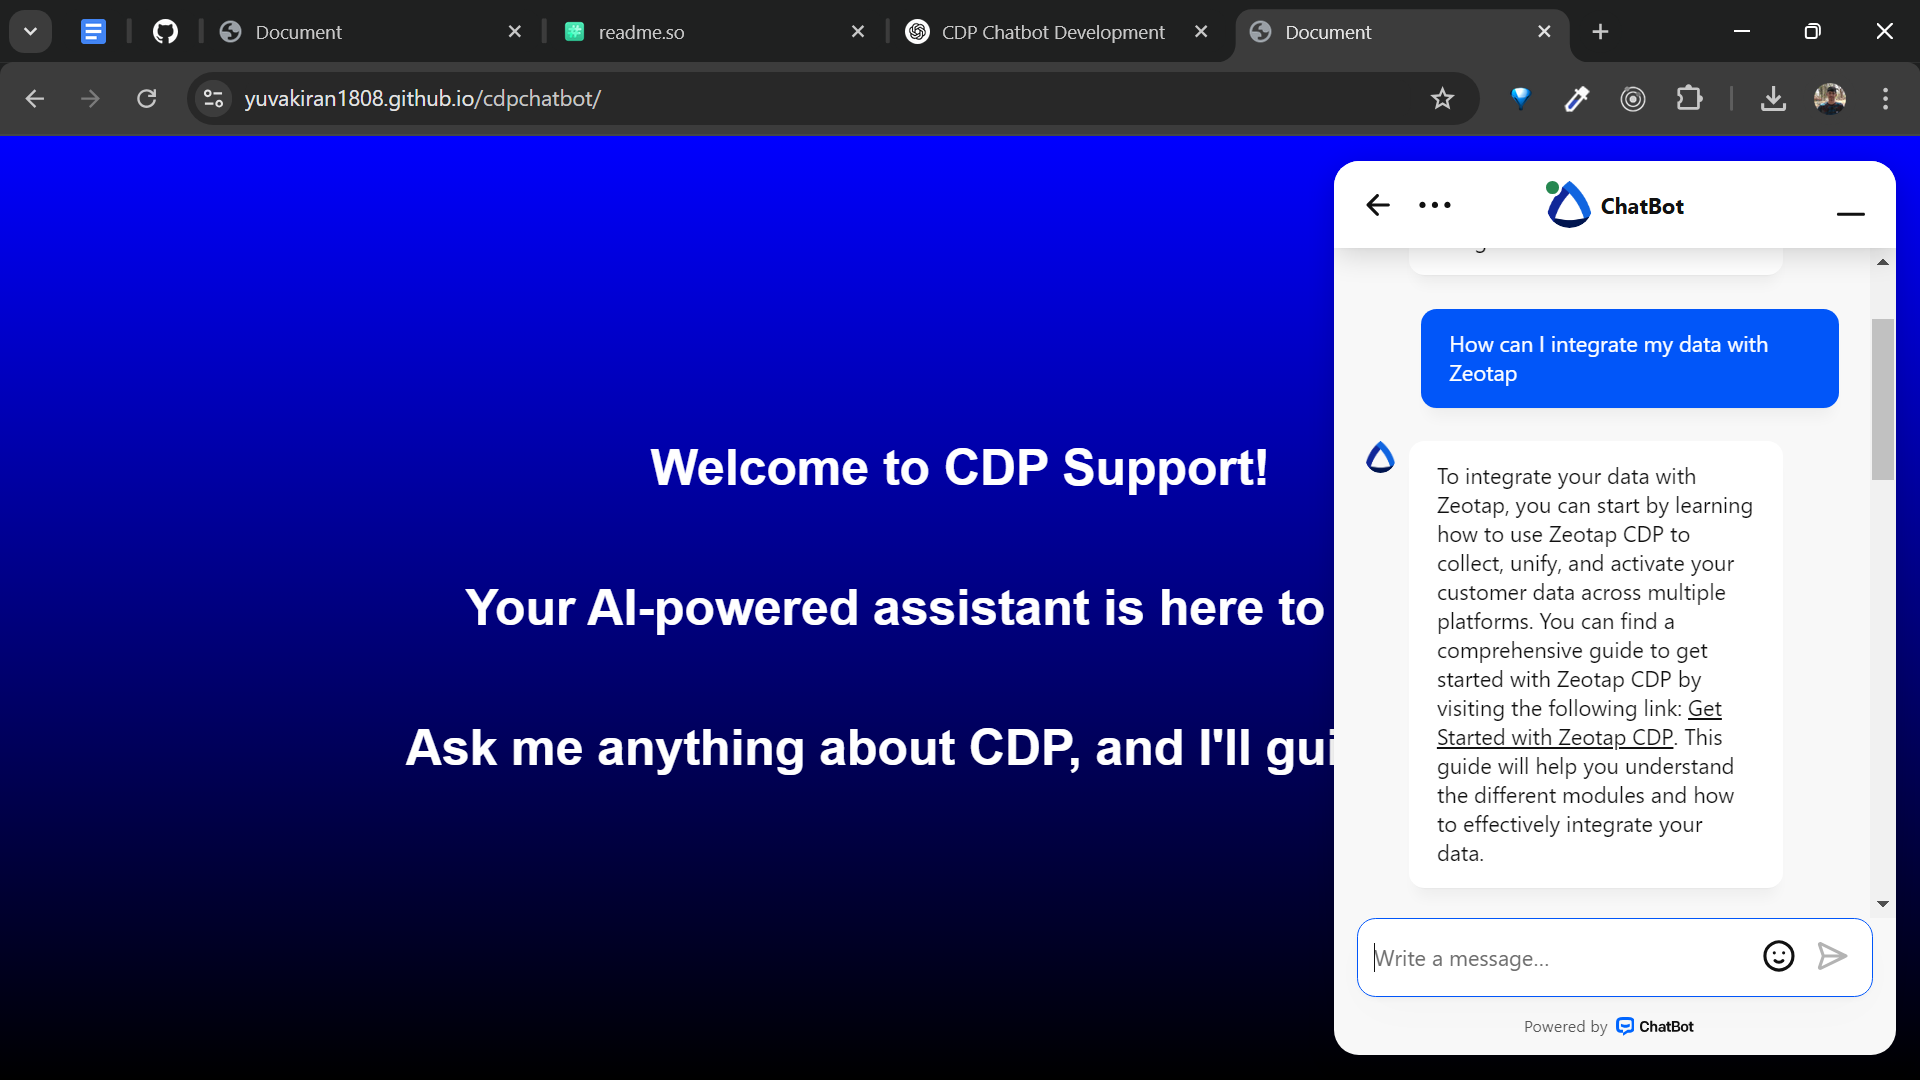 Document
readme.so
CDP Chatbot Development
Document
yuvakiran1808.github.io/cdpchatbot/
Welcome to CDP Support!
Your AI-powered assistant is here to
Ask me anything about CDP, and I'll gui
ChatBot
How can I integrate my data with
Zeotap
To integrate your data with
Zeotap, you can start by learning
how to use Zeotap CDP to
collect, unify, and activate your
customer data across multiple
platforms. You can find a
comprehensive guide to get
started with Zeotap CDP by
visiting the following link: Get
Started with Zeotap CDP. This
guide will help you understand
the different modules and how
to effectively integrate your
data.
Write a message...
Powered by ChatBot